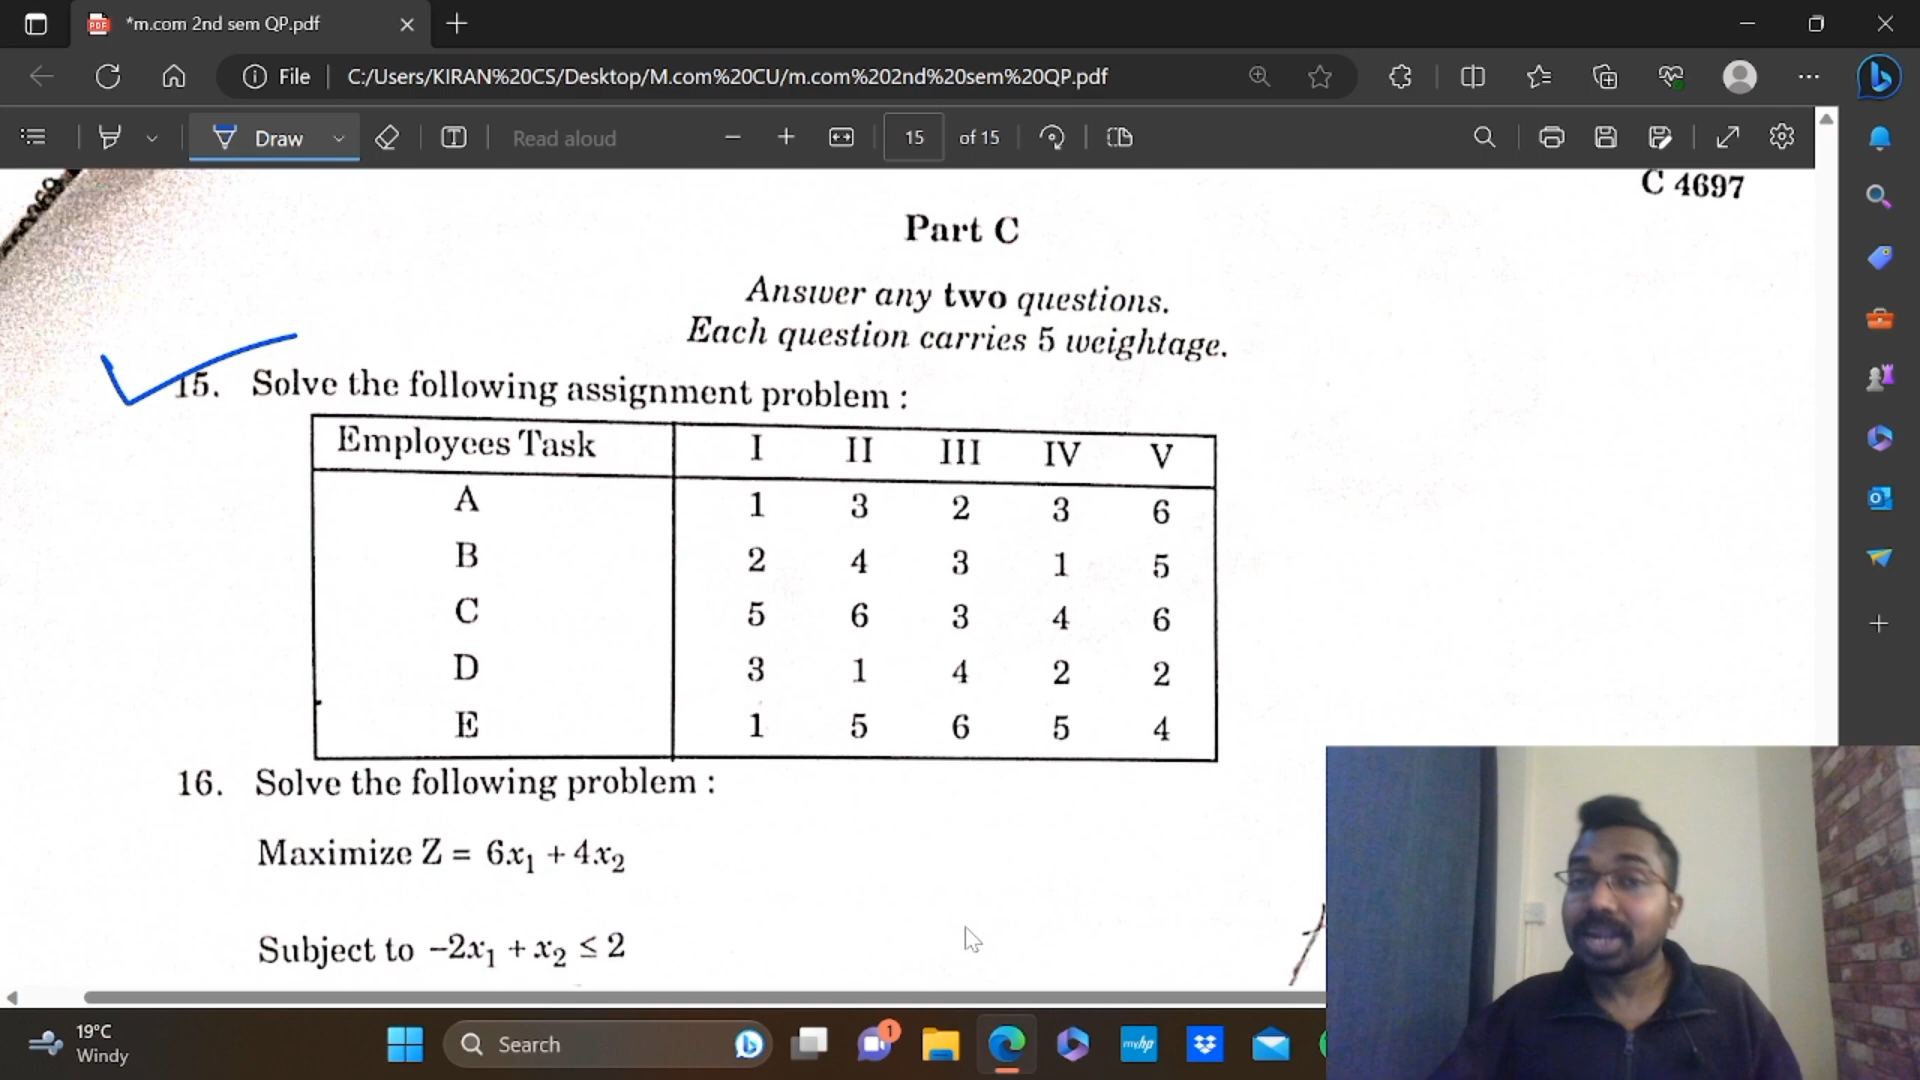 *m.com 2nd sem QP.pdf
File C:/Users/KIRAN%20CS/Desktop/M.com%20CU/m.com%202nd%20sem%20QP.pdf
Draw Read aloud 15 of 15
C 4697
Part C
Answer any two questions.
Each question carries 5 weightage.
15. Solve the following assignment problem :
Employees Task I II III IV V
A 1 3 2 3 6
B 2 4 3 1 5
C 5 6 3 4 6
D 3 1 4 2 2
E 1 5 6 5 4
16. Solve the following problem :
Maximize Z = 6x₁ + 4x₂
Subject to –2x₁ + x₂ ≤ 2
19°C
Windy
Search
1
myhp